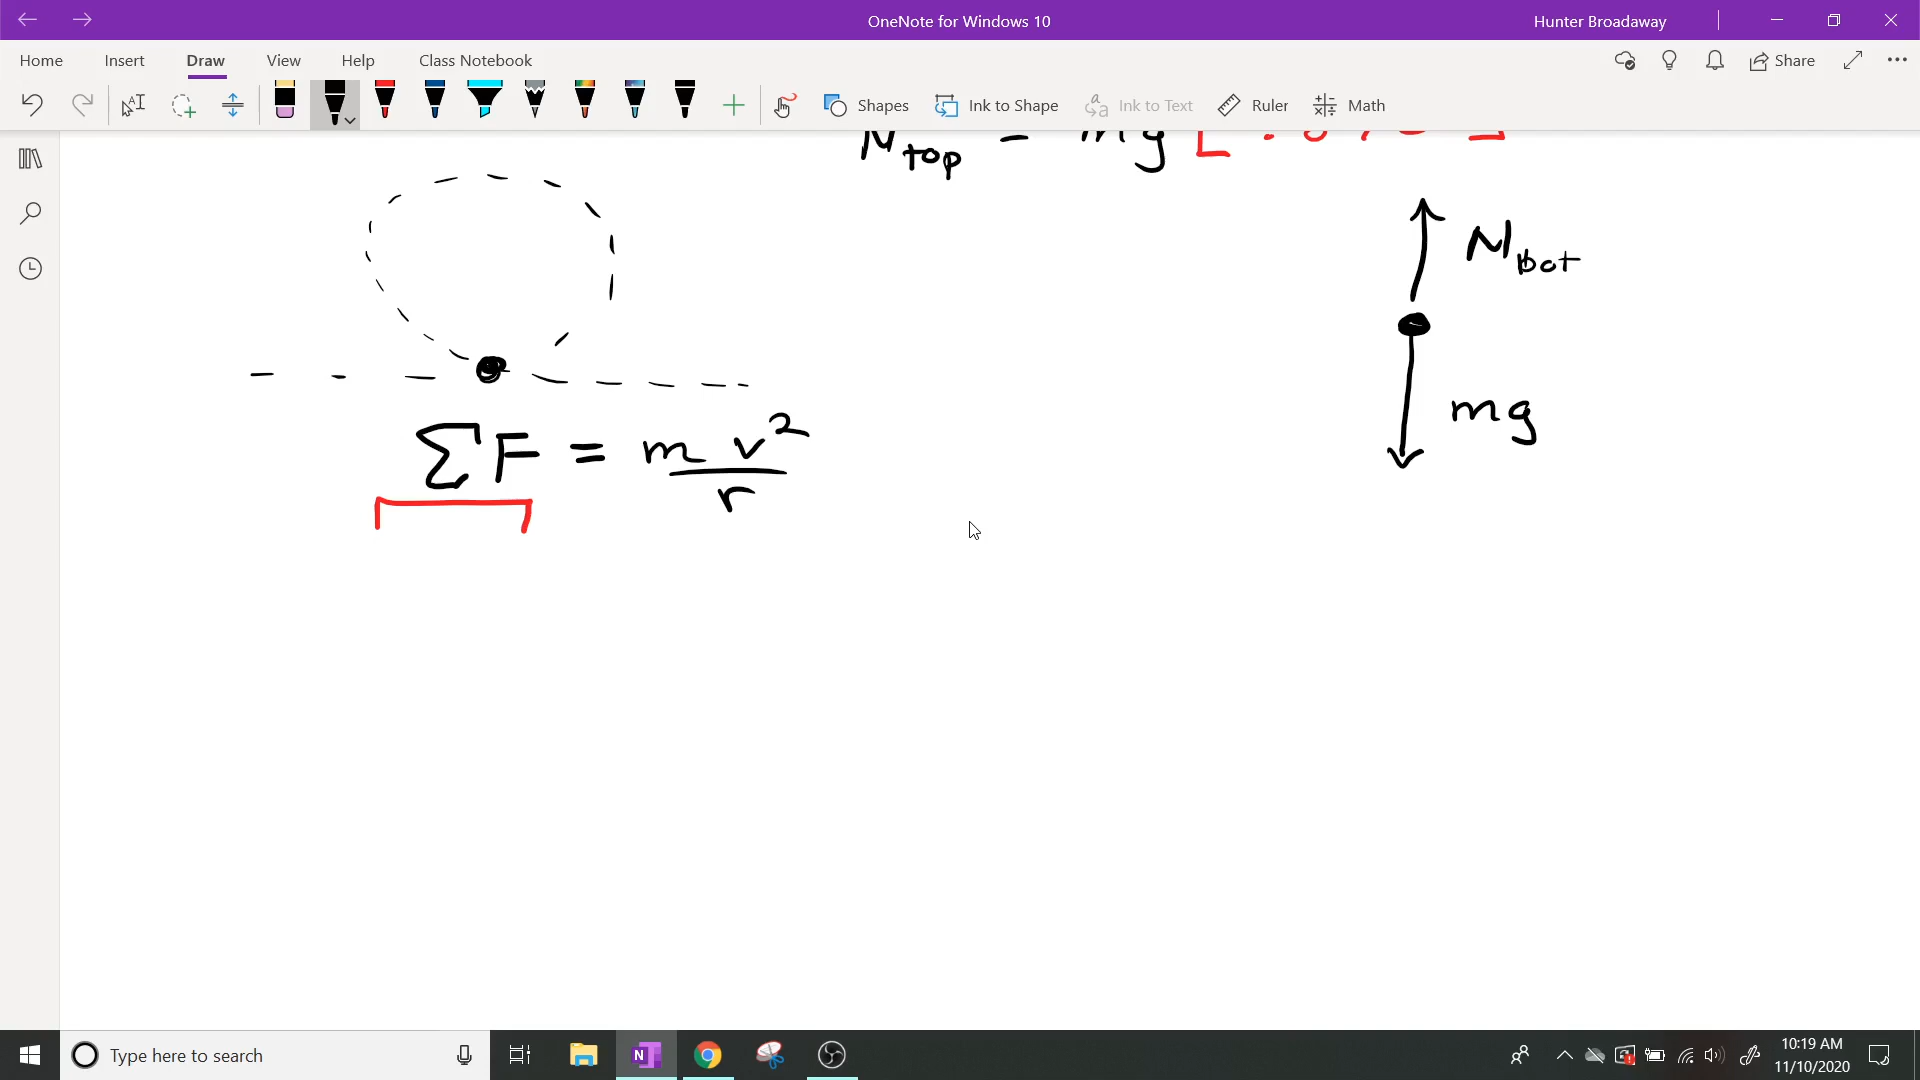 OneNote for Windows 10
Hunter Broadaway
Home Insert Draw View Help Class Notebook
Share
Shapes Ink to Shape Ink to Text Ruler Math
N top = mg [
N bot
mg
ΣF = m v² / r
Type here to search
10:19 AM
11/10/2020